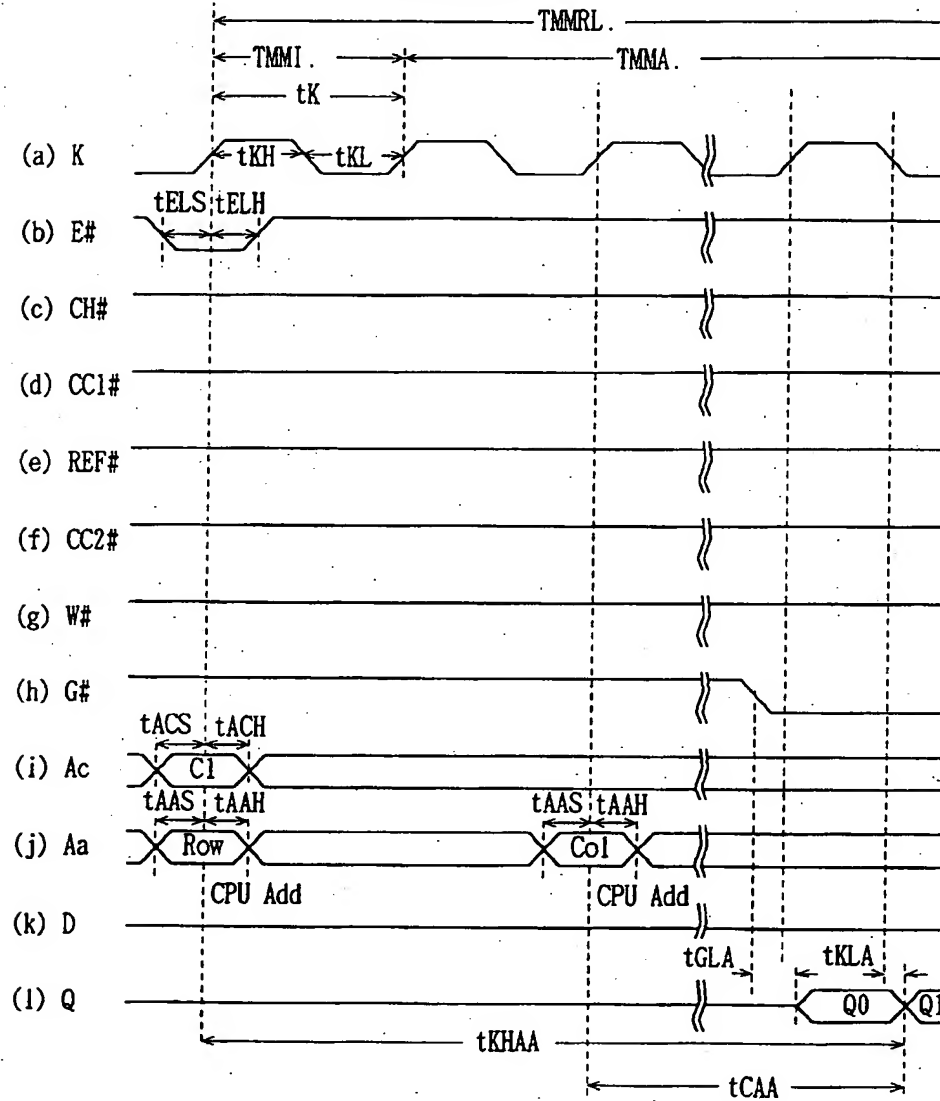 TMMRL.
TMMI. TMMA.
tK
(a) K tKH tKL
tELS tELH
(b) E#
(c) CH#
(d) CC1#
(e) REF#
(f) CC2#
(g) W#
(h) G#
tACS tACH
(i) Ac C1
tAAS tAAH tAAS tAAH
(j) Aa Row Col
CPU Add CPU Add
(k) D
tGLA tKLA
(l) Q Q0 Q1
tKHAA
tCAA